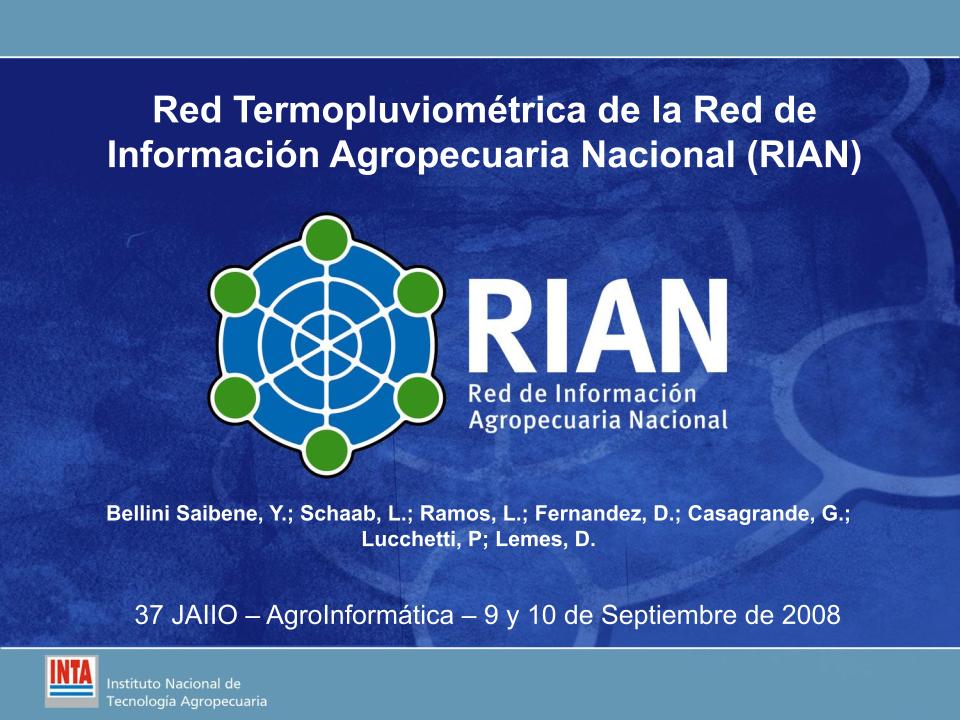 Red Termopluviométrica de la Red de
Información Agropecuaria Nacional (RIAN)
RIAN
Red de Información
Agropecuaria Nacional
Bellini Saibene, Y.; Schaab, L.; Ramos, L.; Fernandez, D.; Casagrande, G.;
Lucchetti, P; Lemes, D.
37 JAIIO – AgroInformática – 9 y 10 de Septiembre de 2008
INTA
Instituto Nacional de
Tecnología Agropecuaria